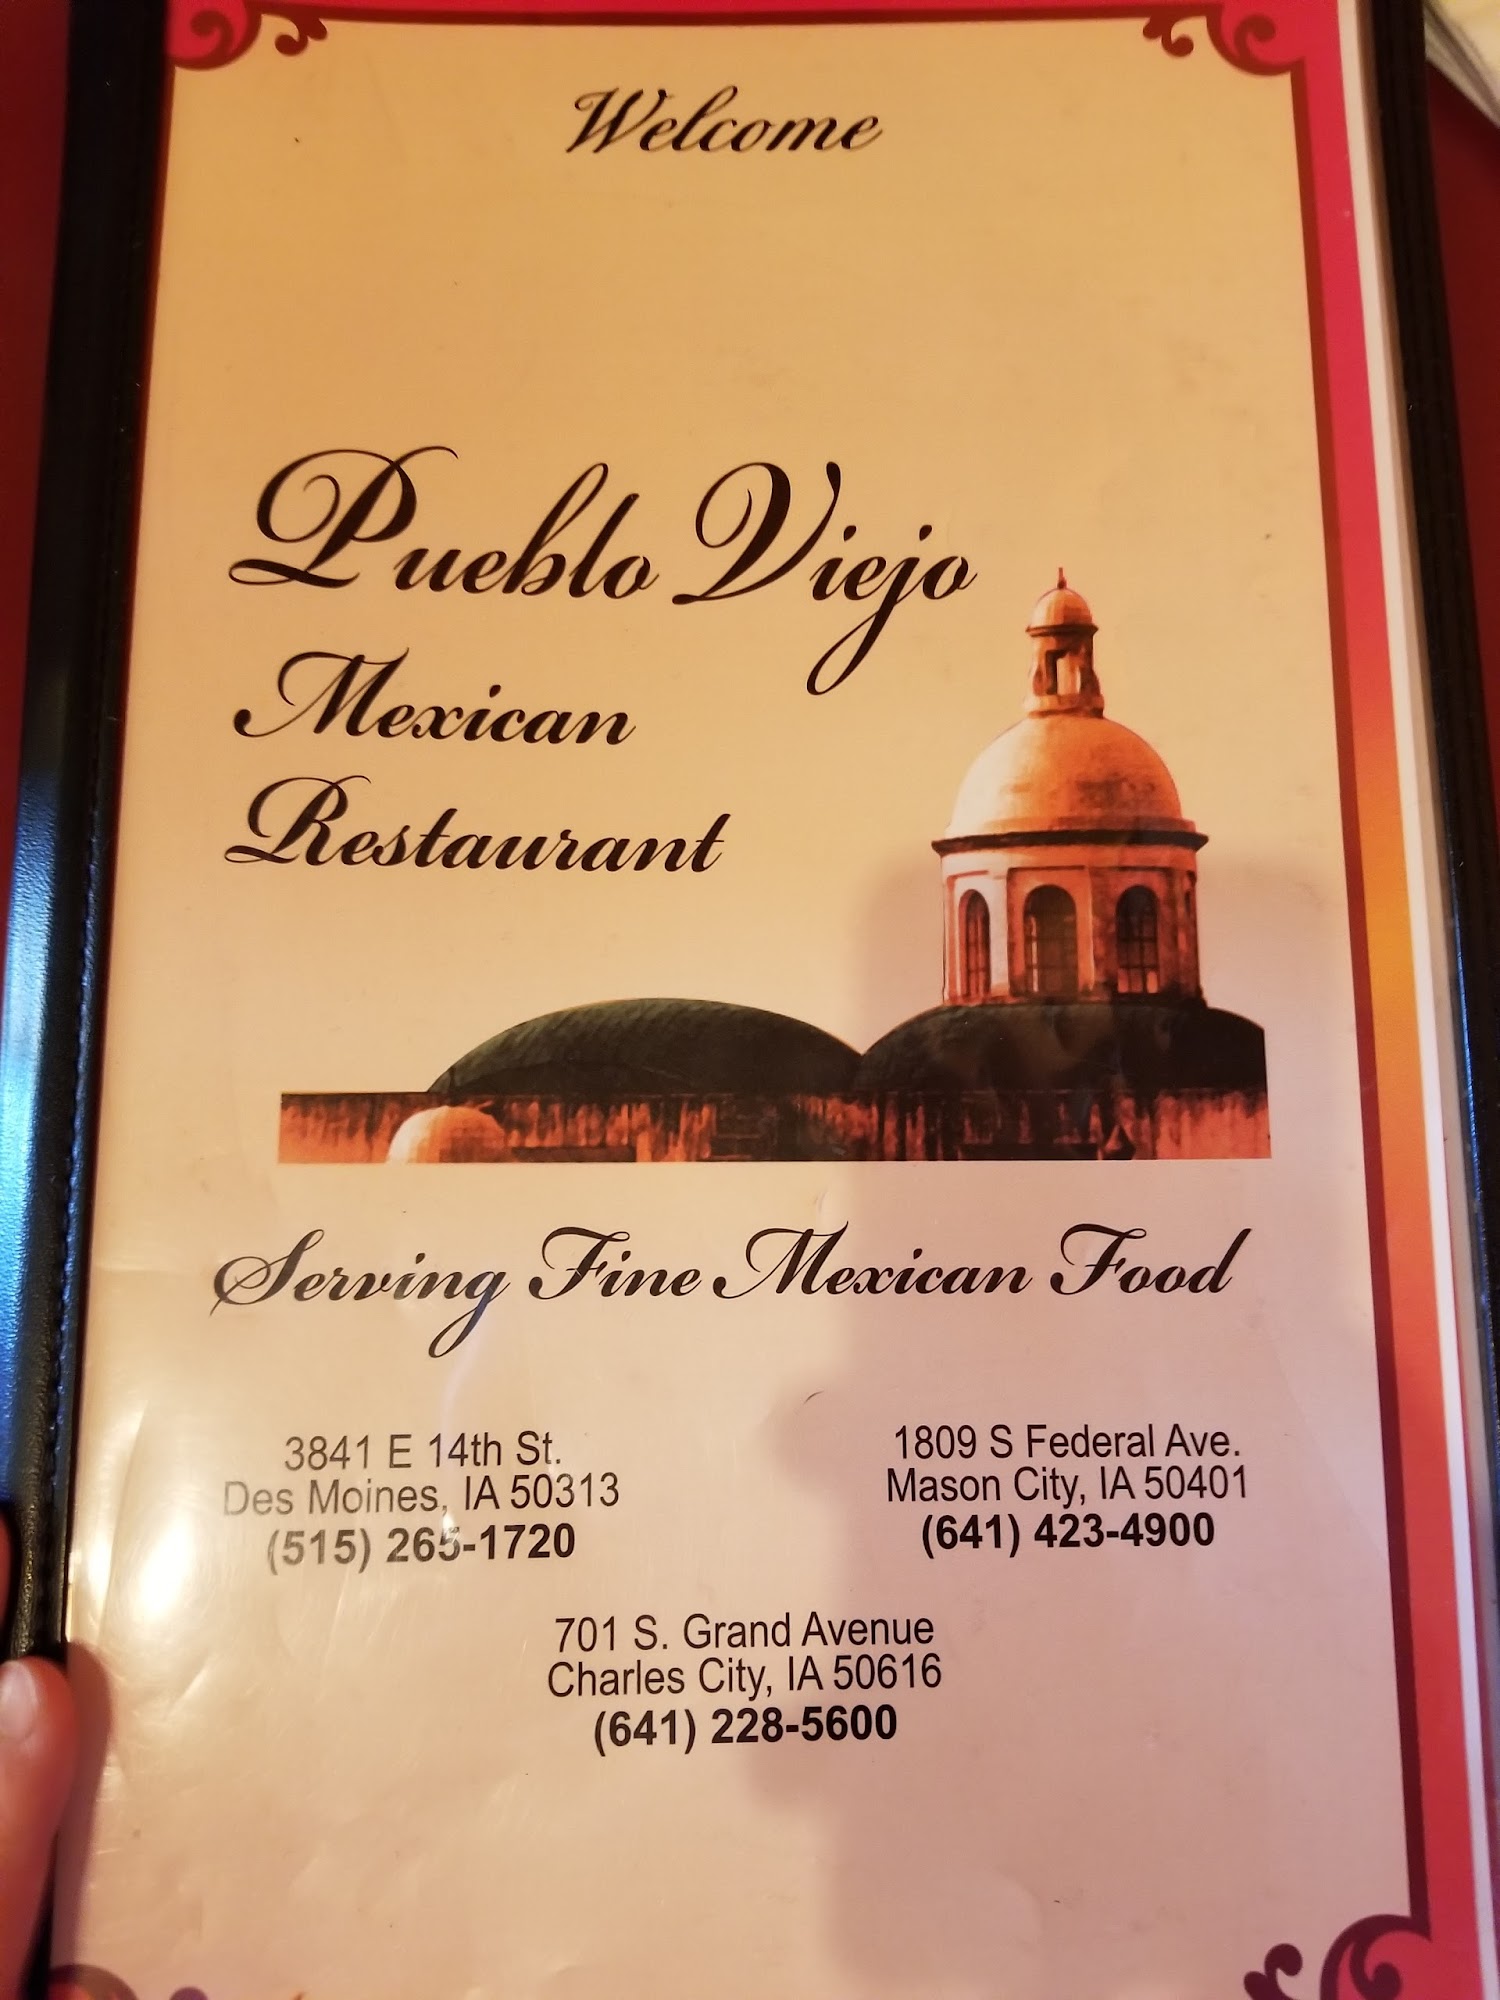 Welcome
Pueblo Viejo
Mexican
Restaurant
Serving Fine Mexican Food
3841 E 14th St.
Des Moines, IA 50313
(515) 265-1720
1809 S Federal Ave.
Mason City, IA 50401
(641) 423-4900
701 S. Grand Avenue
Charles City, IA 50616
(641) 228-5600